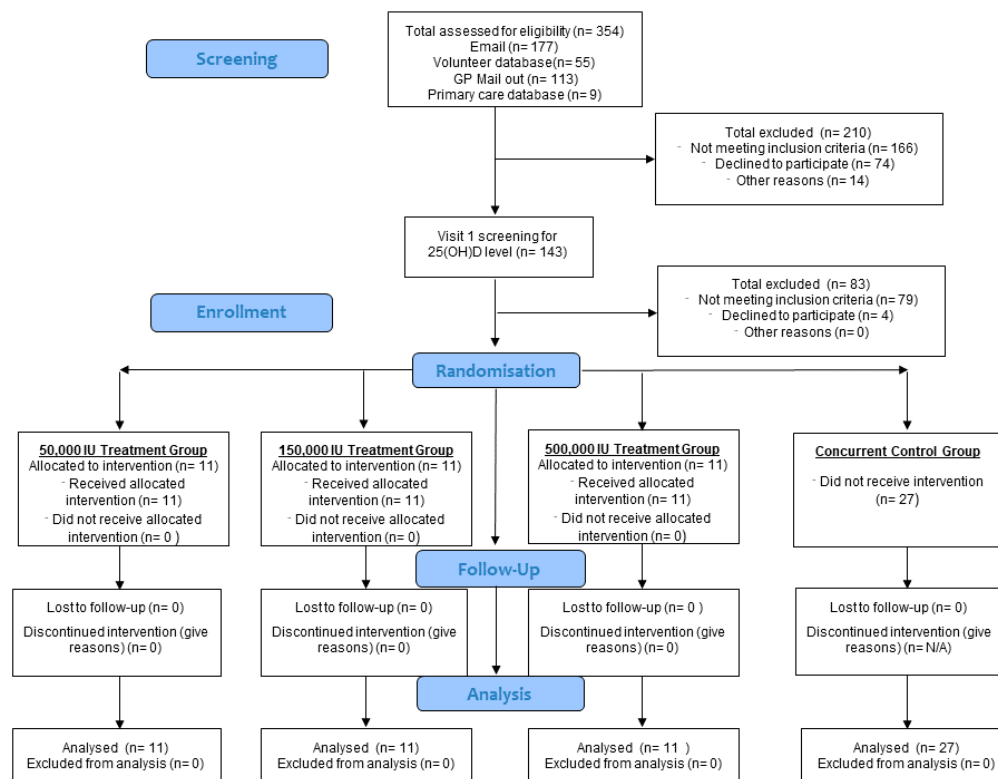 Screening
Total assessed for eligibility (n= 354)
Email (n= 177)
Volunteer database(n= 55)
GP Mail out (n= 113)
Primary care database (n= 9)
Total excluded (n= 210)
- Not meeting inclusion criteria (n= 166)
- Declined to participate (n= 74)
- Other reasons (n= 14)
Visit 1 screening for
25(OH)D level (n= 143)
Total excluded (n= 83)
- Not meeting inclusion criteria (n= 79)
- Declined to participate (n= 4)
- Other reasons (n= 0)
Enrollment
Randomisation
50,000 IU Treatment Group
Allocated to intervention (n= 11)
- Received allocated
intervention (n= 11)
- Did not receive allocated
intervention (n= 0 )
150,000 IU Treatment Group
Allocated to intervention (n= 11)
- Received allocated
intervention (n= 11)
- Did not receive allocated
intervention (n= 0)
500,000 IU Treatment Group
Allocated to intervention (n= 11)
- Received allocated
intervention (n= 11)
- Did not receive allocated
intervention (n= 0)
Concurrent Control Group
- Did not receive intervention
(n= 27)
Follow-Up
Lost to follow-up (n= 0)
Discontinued intervention (give
reasons) (n= 0)
Lost to follow-up (n= 0)
Discontinued intervention (give
reasons) (n= 0)
Lost to follow-up (n= 0 )
Discontinued intervention (give
reasons) (n= 0)
Lost to follow-up (n= 0)
Discontinued intervention (give
reasons) (n= N/A)
Analysis
Analysed (n= 11)
Excluded from analysis (n= 0)
Analysed (n= 11)
Excluded from analysis (n= 0)
Analysed (n= 11 )
Excluded from analysis (n= 0)
Analysed (n= 27)
Excluded from analysis (n= 0)